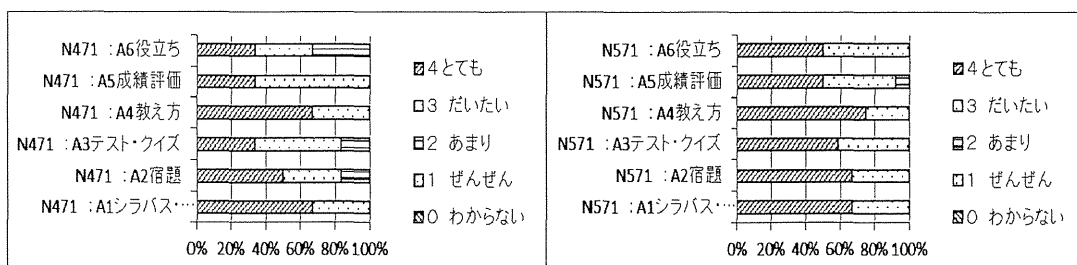 N471 :A6役立ち
N471 :A5成績評価
N471 :A4教え方
N471 :A3テスト・クイズ
N471 :A2宿題
N471 :A1シラバス・…
0% 20% 40% 60% 80% 100%
4とても
3 だいたい
2 あまり
1 ぜんぜん
0 わからない
N571 :A6役立ち
N571 :A5成績評価
N571 :A4教え方
N571 :A3テスト・クイズ
N571 :A2宿題
N571 :A1シラバス・…
0% 20% 40% 60% 80% 100%
4とても
3 だいたい
2 あまり
1 ぜんぜん
0 わからない